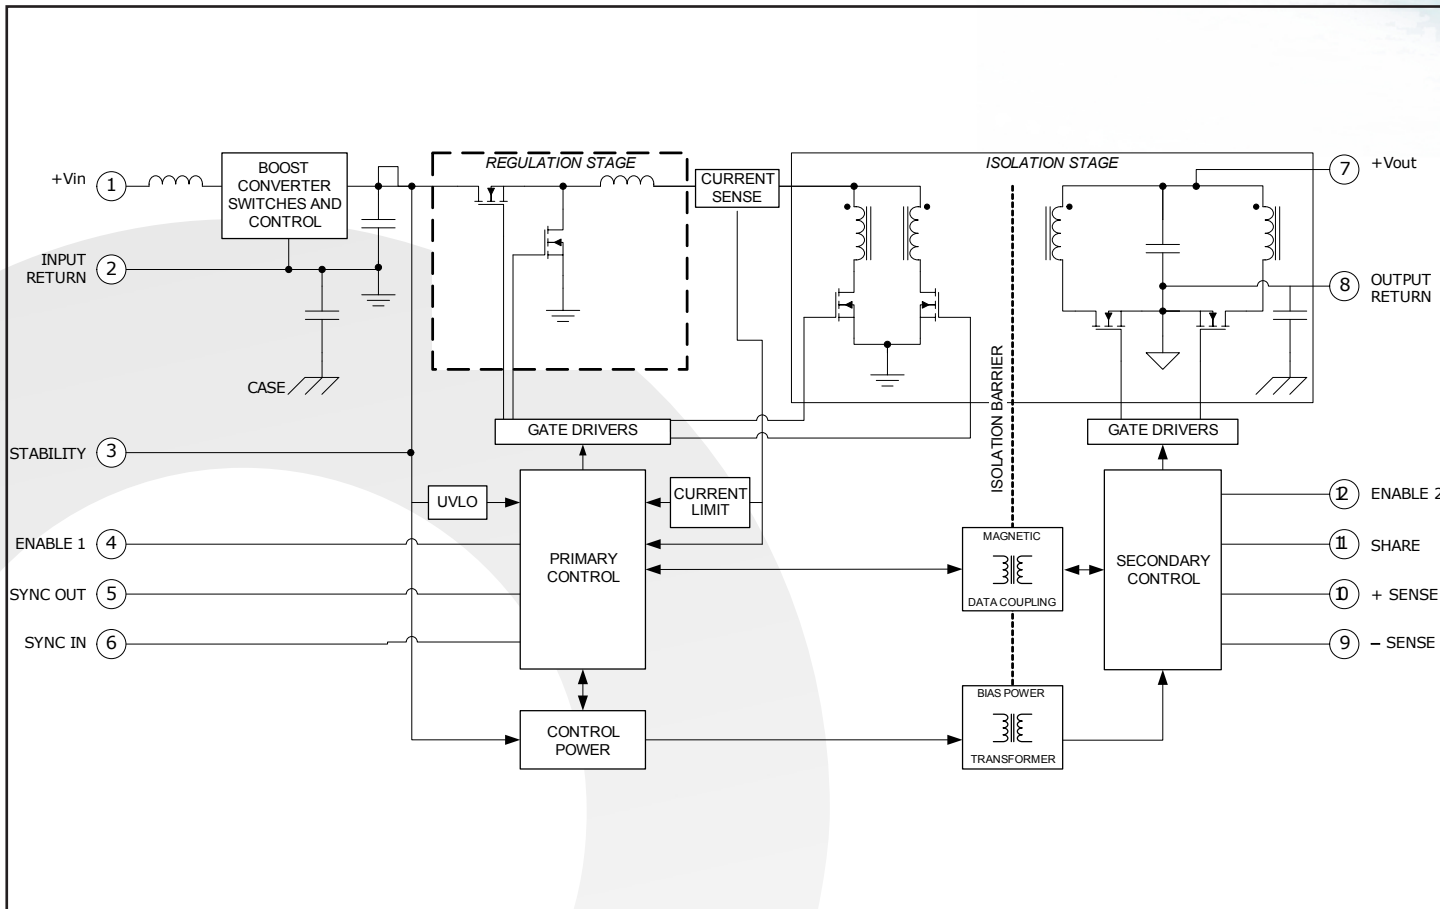 REGULATION STAGE
ISOLATION STAGE
+Vin
1
BOOST
CONVERTER
SWITCHES AND
CONTROL
CURRENT
SENSE
7
+Vout
INPUT
RETURN
2
8
OUTPUT
RETURN
CASE
ISOLATION BARRIER
GATE DRIVERS
GATE DRIVERS
STABILITY
3
UVLO
CURRENT
LIMIT
12
ENABLE 2
ENABLE 1
4
PRIMARY
CONTROL
MAGNETIC
DATA COUPLING
SECONDARY
CONTROL
11
SHARE
SYNC OUT
5
10
+ SENSE
SYNC IN
6
9
– SENSE
CONTROL
POWER
BIAS POWER
TRANSFORMER